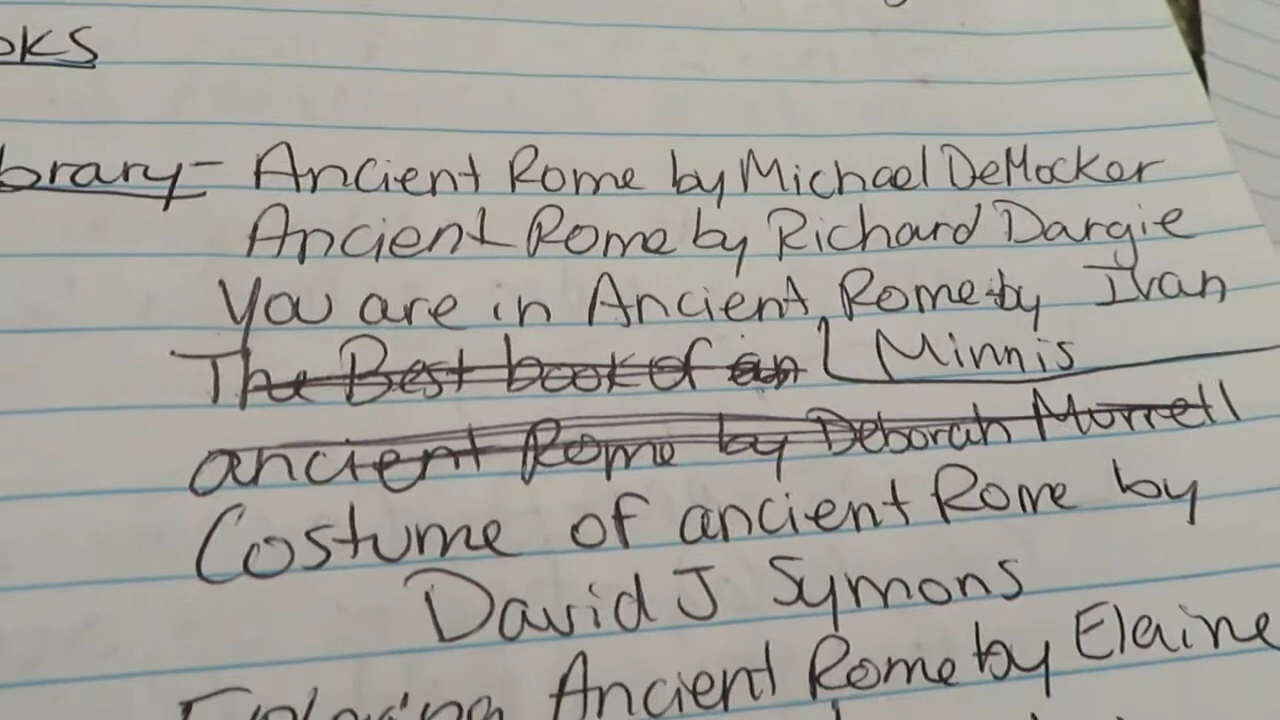 oks
brary- Ancient Rome by Michael DeMocker
Ancient Rome by Richard Dargie
You are in Ancient Rome by Ivan
Minnis
The Best book of an
ancient Rome by Deborah Murrell
Costume of ancient Rome by
David J Symons
Ancient Rome by Elaine